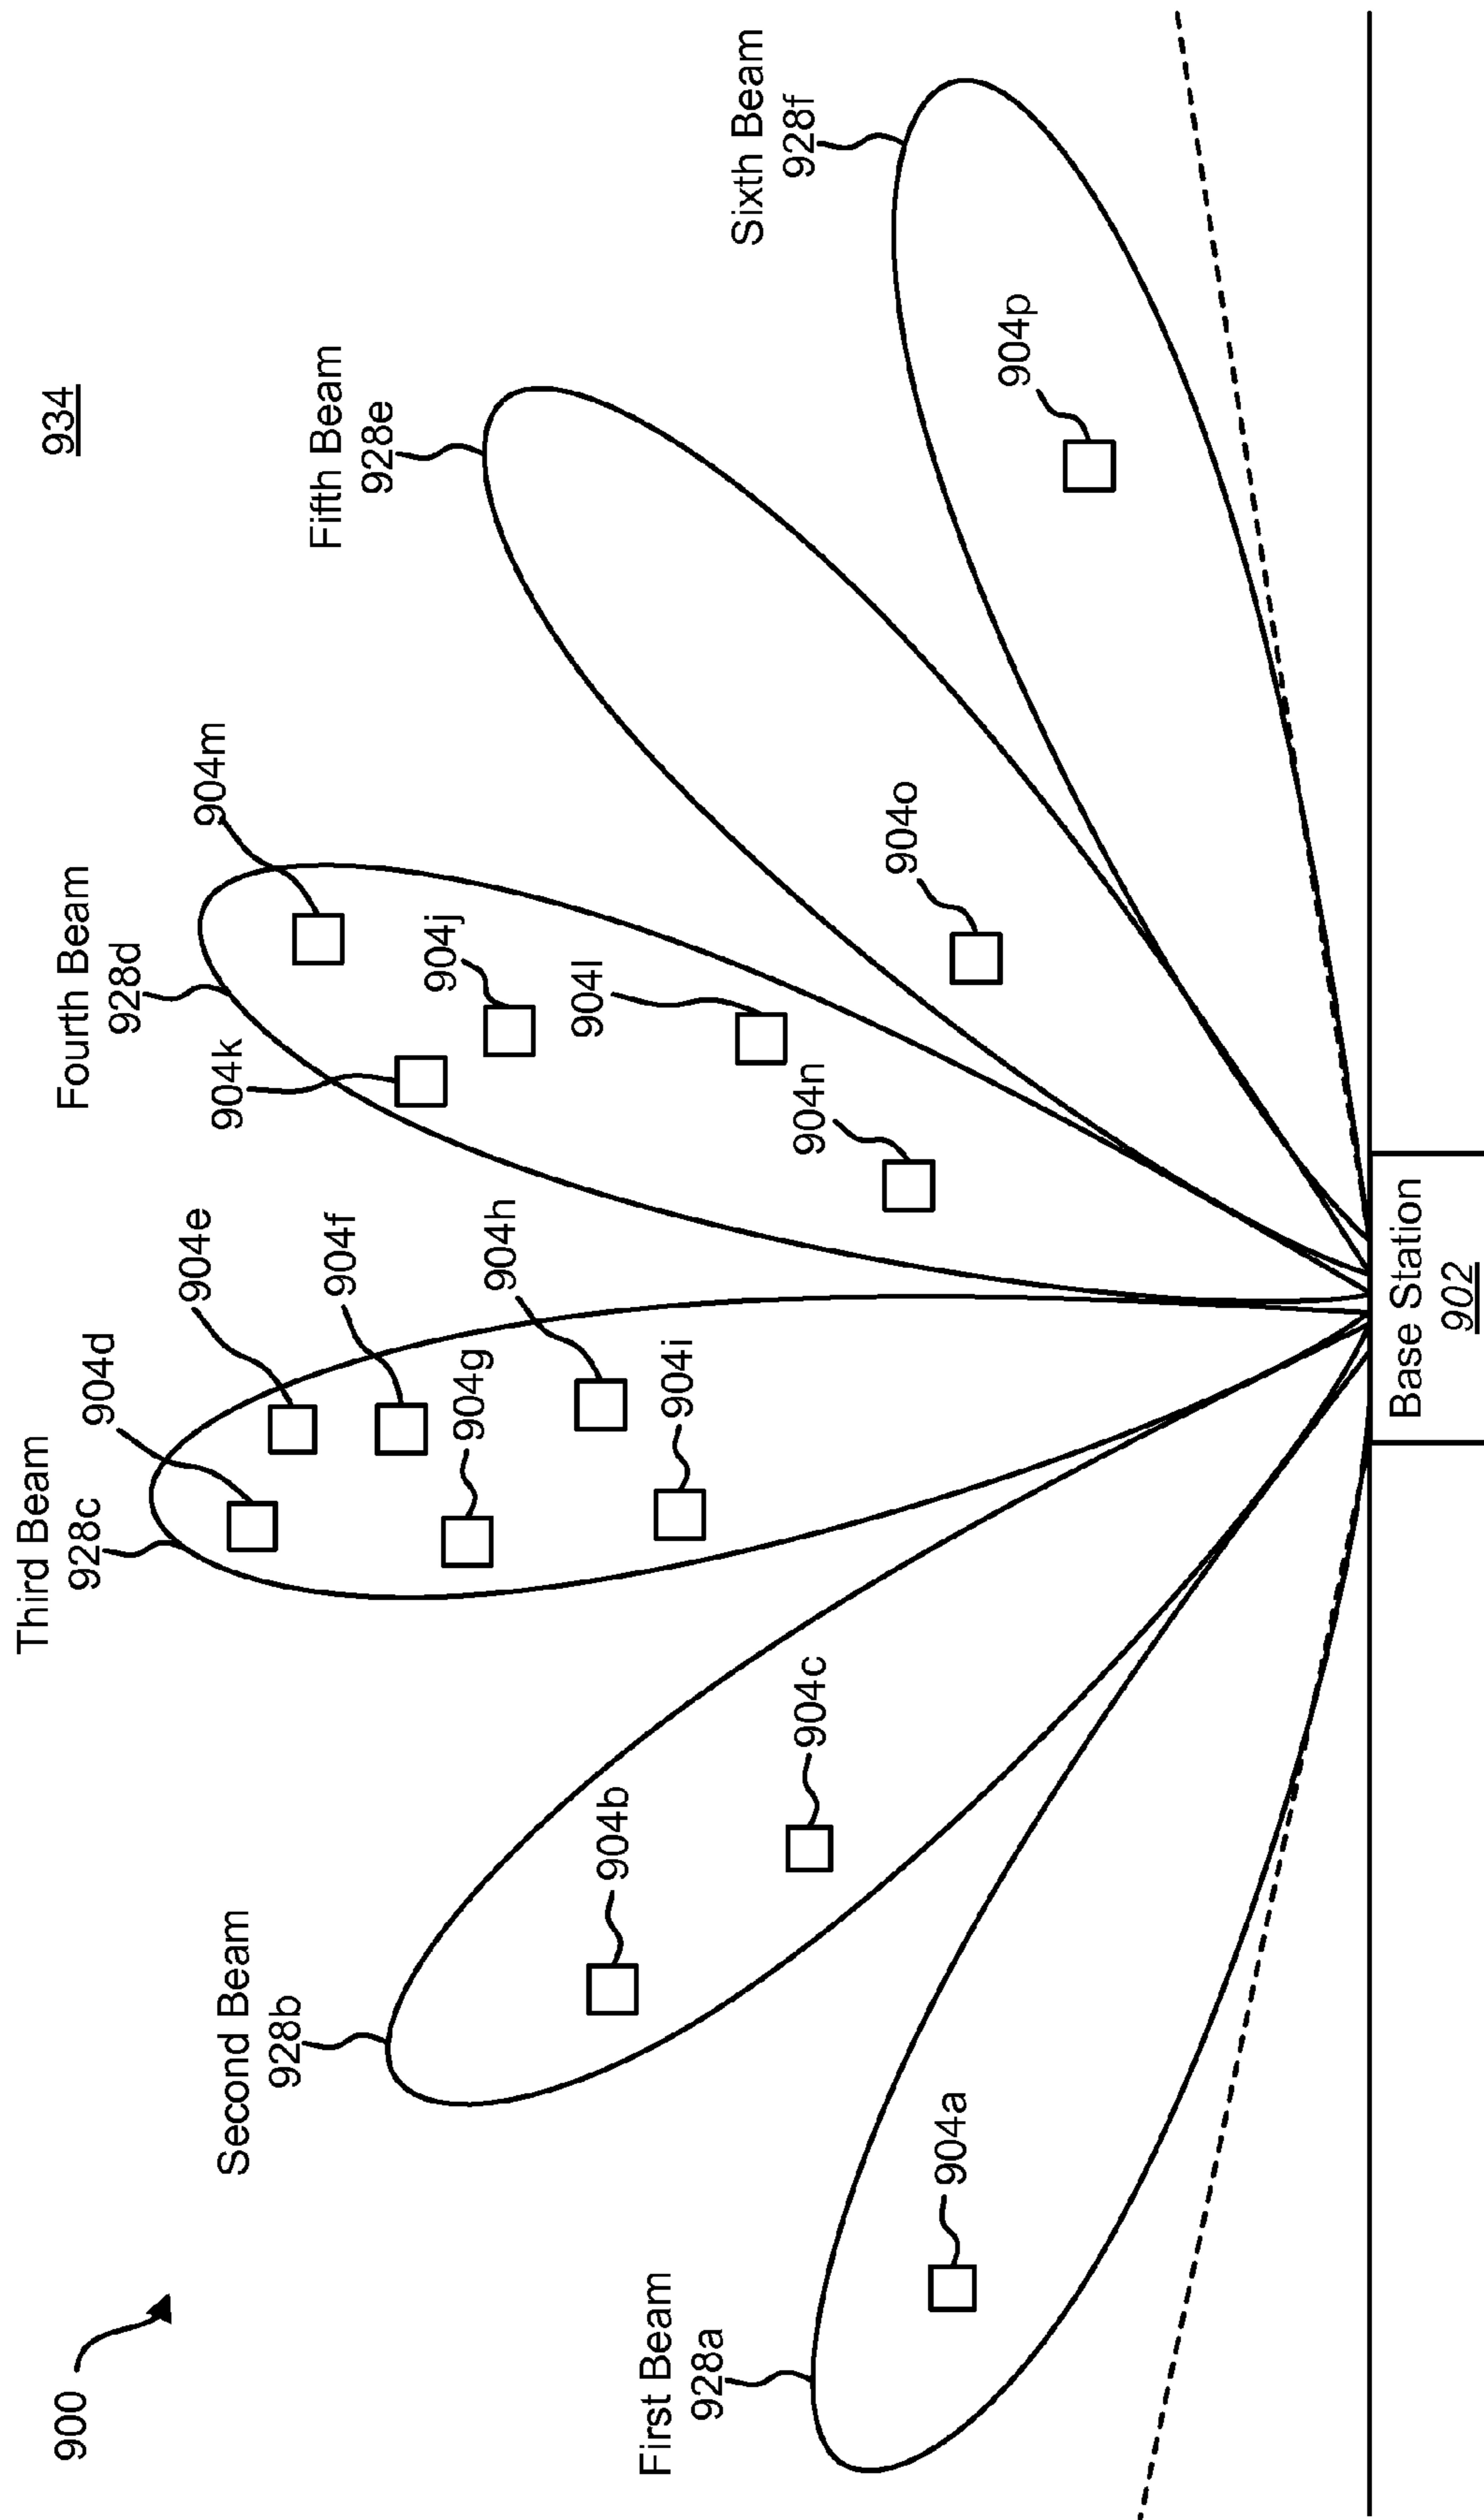 900
934
First Beam
928a
904a
Second Beam
928b
904b
904c
Third Beam
928c
904d
904e
904f
904g
904h
904i
Fourth Beam
928d
904k
904m
904j
904l
904n
Fifth Beam
928e
904o
Sixth Beam
928f
904p
Base Station
902